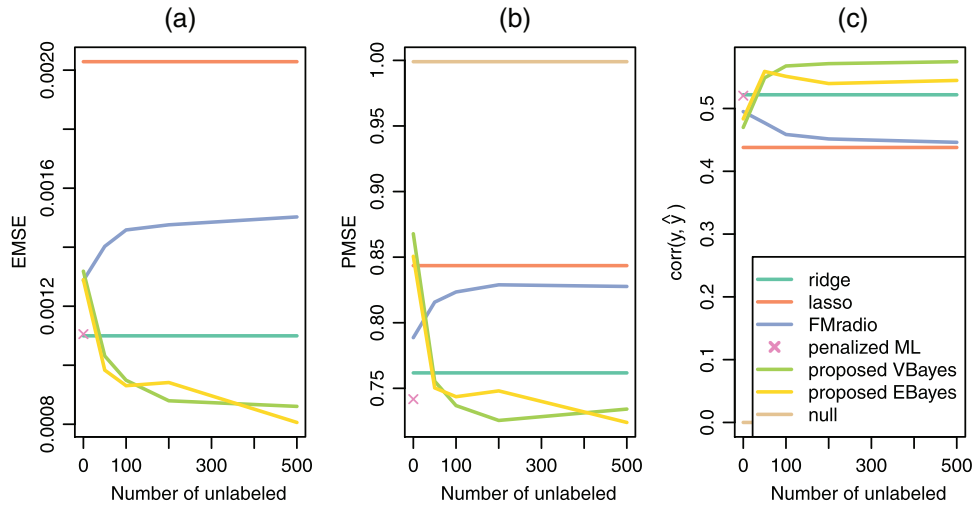 (a)
EMSE
0.0008
0.0012
0.0016
0.0020
0
100
300
500
Number of unlabeled
(b)
PMSE
0.75
0.80
0.85
0.90
0.95
1.00
0
100
300
500
Number of unlabeled
(c)
corr(y, ŷ)
0.0
0.1
0.2
0.3
0.4
0.5
0
100
300
500
Number of unlabeled
ridge
lasso
FMradio
penalized ML
proposed VBayes
proposed EBayes
null